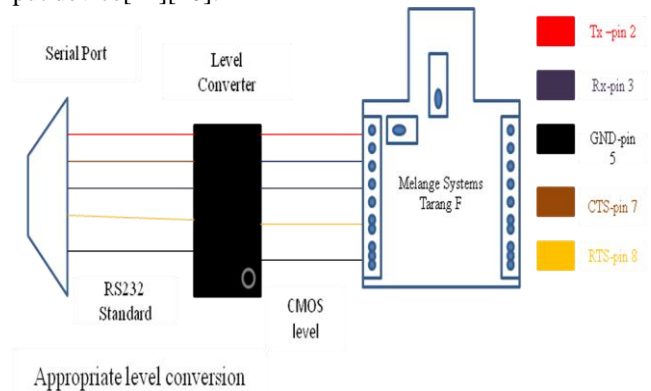 Serial Port
Level
Converter
Melange Systems
Tarang F
RS232
Standard
CMOS
level
Appropriate level conversion
Tx –pin 2
Rx-pin 3
GND-pin
5
CTS-pin 7
RTS-pin 8